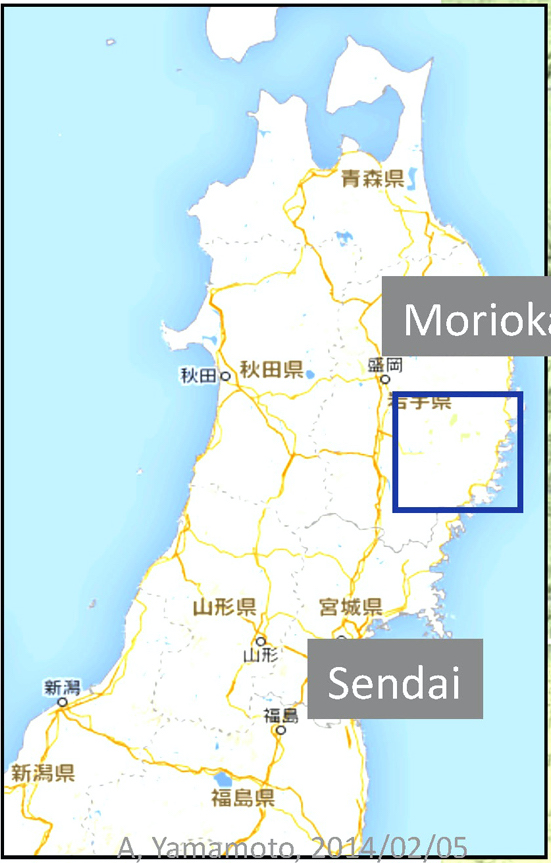 青森県
Morioka
盛岡
秋田
秋田県
岩手県
山形県
宮城県
山形
Sendai
新潟
福島
新潟県
福島県
A, Yamamoto, 2014/02/05